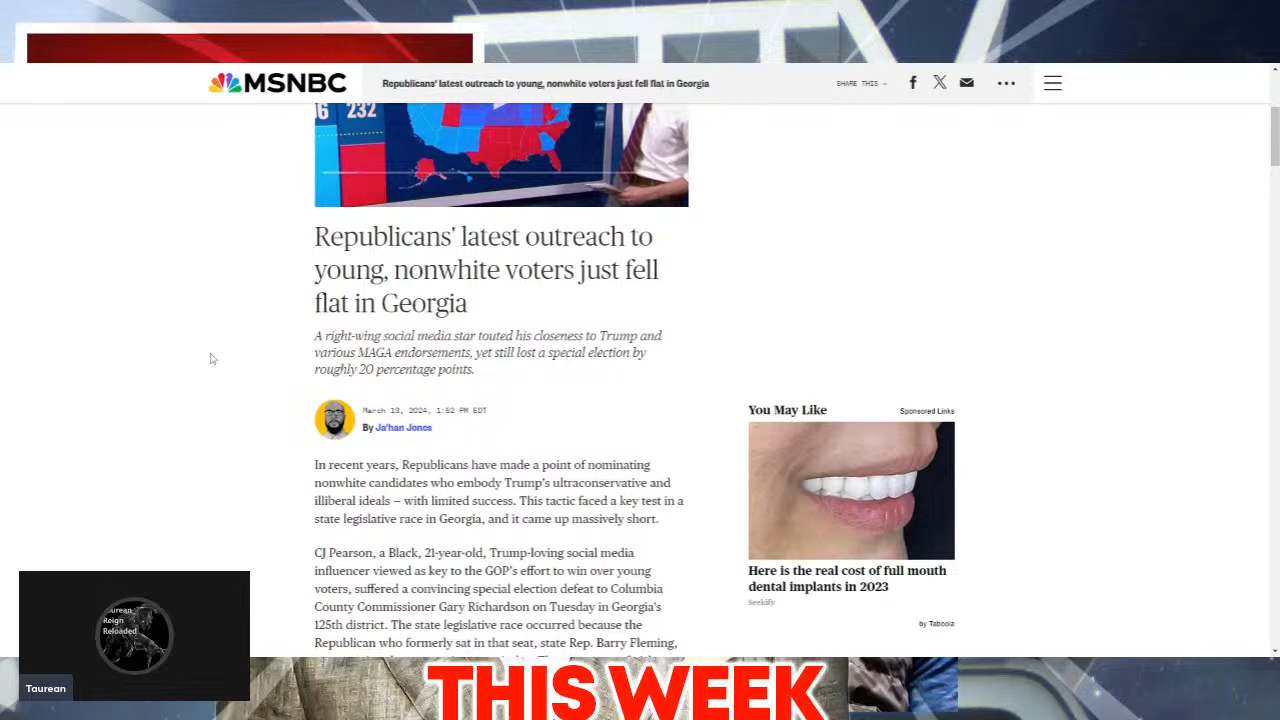 MSNBC
Republicans' latest outreach to young, nonwhite voters just fell flat in Georgia
SHARE THIS —
232
Republicans' latest outreach to
young, nonwhite voters just fell
flat in Georgia
A right-wing social media star touted his closeness to Trump and
various MAGA endorsements, yet still lost a special election by
roughly 20 percentage points.
March 13, 2024, 1:52 PM EDT
By Ja'han Jones
In recent years, Republicans have made a point of nominating
nonwhite candidates who embody Trump's ultraconservative and
illiberal ideals — with limited success. This tactic faced a key test in a
state legislative race in Georgia, and it came up massively short.
CJ Pearson, a Black, 21-year-old, Trump-loving social media
influencer viewed as key to the GOP's effort to win over young
voters, suffered a convincing special election defeat to Columbia
County Commissioner Gary Richardson on Tuesday in Georgia's
125th district. The state legislative race occurred because the
Republican who formerly sat in that seat, state Rep. Barry Fleming,
You May Like
Sponsored Links
Here is the real cost of full mouth
dental implants in 2023
Seekify
by Taboola
Taurean
Reign
Reloaded
Taurean
THIS WEEK